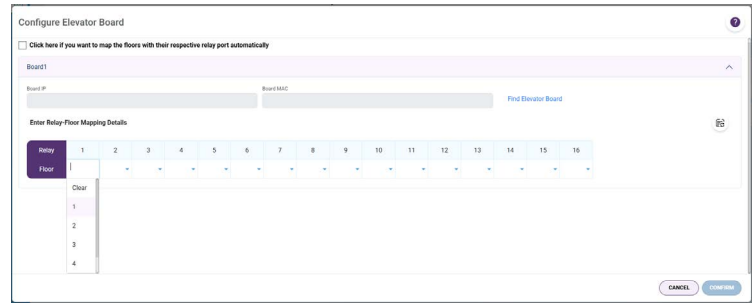 Configure Elevator Board
?
Click here if you want to map the floors with their respective relay port automatically
Board1
Board IP
Board MAC
Find Elevator Board
Enter Relay-Floor Mapping Details
Relay 1 2 3 4 5 6 7 8 9 10 11 12 13 14 15 16
Floor
Clear
1
2
3
4
CANCEL CONFIRM